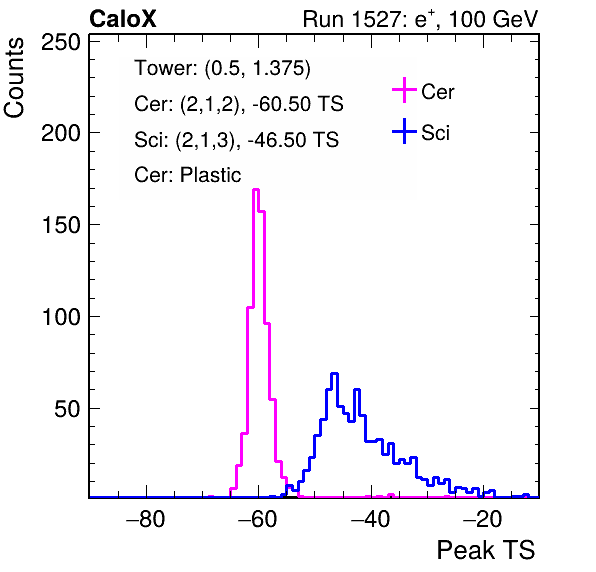 CaloX Run 1527: e⁺, 100 GeV
Counts
250
200
150
100
50
Tower: (0.5, 1.375)
Cer: (2,1,2), -60.50 TS
Sci: (2,1,3), -46.50 TS
Cer: Plastic
Cer
Sci
−80 −60 −40 −20
Peak TS